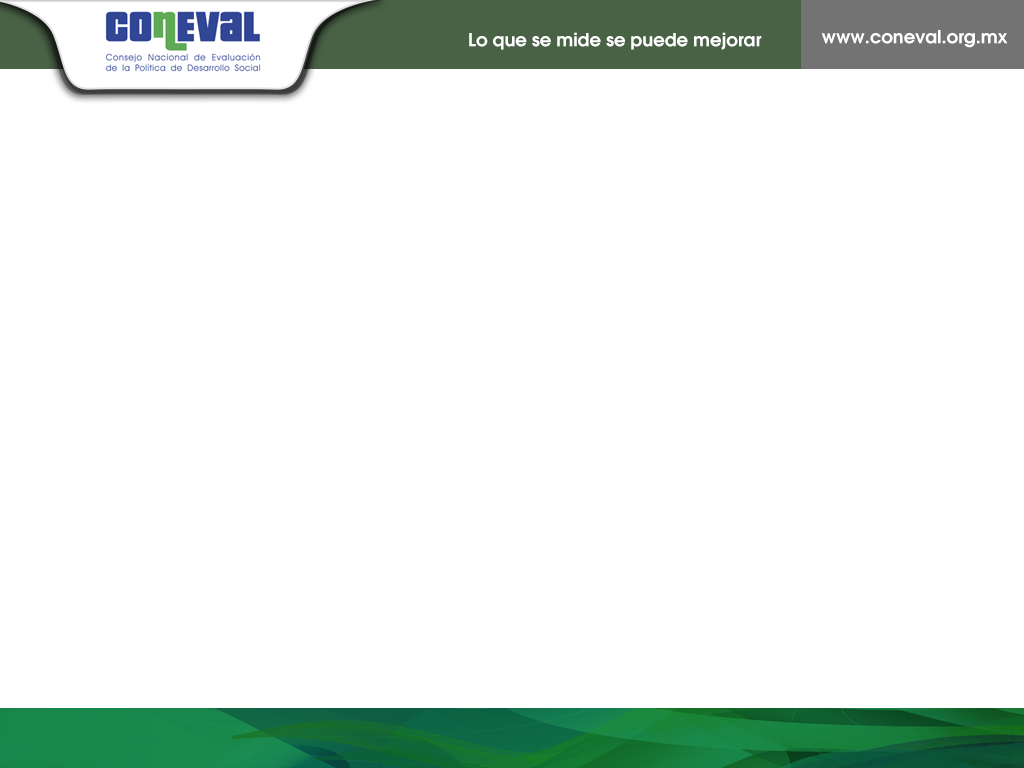 CONEVAL
Consejo Nacional de Evaluación
de la Política de Desarrollo Social
Lo que se mide se puede mejorar
www.coneval.org.mx